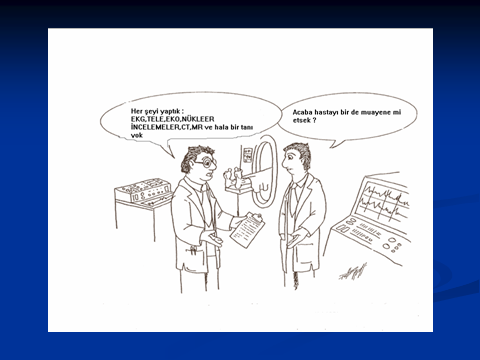 Her şeyi yaptık :
EKG,TELE,EKO,NÜKLEER
İNCELEMELER,CT,MR ve hala bir tanı
yok
Acaba hastayı bir de muayene mi
etsek ?